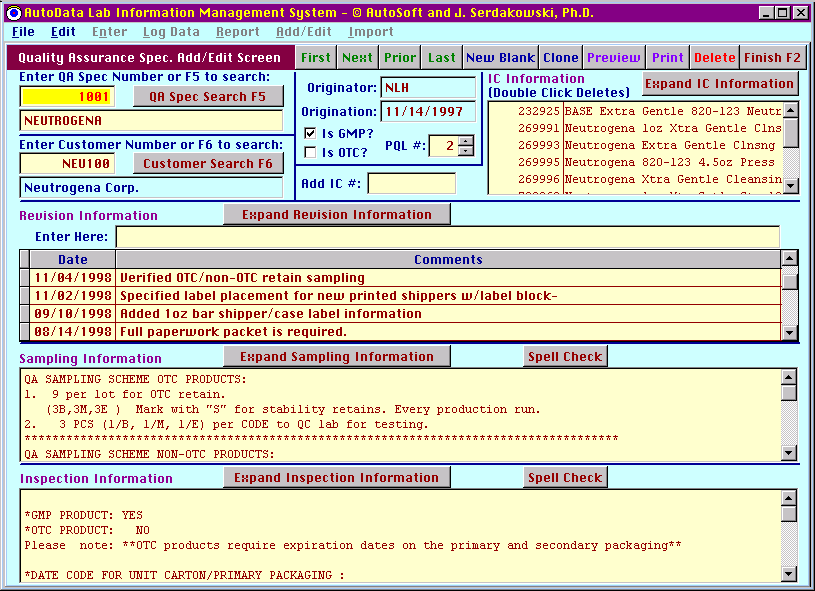 AutoData Lab Information Management System - © AutoSoft and J. Serdakowski, Ph.D.
File Edit Enter Log Data Report Add/Edit Import
Quality Assurance Spec. Add/Edit Screen First Next Prior Last New Blank Clone Preview Print Delete Finish F2
Enter QA Spec Number or F5 to search:
1001 QA Spec Search F5
NEUTROGENA
Enter Customer Number or F6 to search:
NEU100 Customer Search F6
Neutrogena Corp.
Originator: NLH
Origination: 11/14/1997
Is GMP?
Is OTC? PQL #: 2
Add IC #:
IC Information
(Double Click Deletes) Expand IC Information
232925 BASE Extra Gentle 820-123 Neutr
269991 Neutrogena 1oz Xtra Gentle Clns
269993 Neutrogena Extra Gentle Clnsng
269995 Neutrogena 820-123 4.5oz Press
269996 Neutrogena Xtra Gentle Cleansin
Revision Information Expand Revision Information
Enter Here:
Date Comments
11/04/1998 Verified OTC/non-OTC retain sampling
11/02/1998 Specified label placement for new printed shippers w/label block-
09/10/1998 Added 1oz bar shipper/case label information
08/14/1998 Full paperwork packet is required.
Sampling Information Expand Sampling Information Spell Check
QA SAMPLING SCHEME OTC PRODUCTS:
1. 9 per lot for OTC retain.
(3B,3M,3E ) Mark with "S" for stability retains. Every production run.
2. 3 PCS (1/B, 1/M, 1/E) per CODE to QC lab for testing.
******************************************************************************************
QA SAMPLING SCHEME NON-OTC PRODUCTS:
Inspection Information Expand Inspection Information Spell Check
*GMP PRODUCT: YES
*OTC PRODUCT: NO
Please note: **OTC products require expiration dates on the primary and secondary packaging**
*DATE CODE FOR UNIT CARTON/PRIMARY PACKAGING :